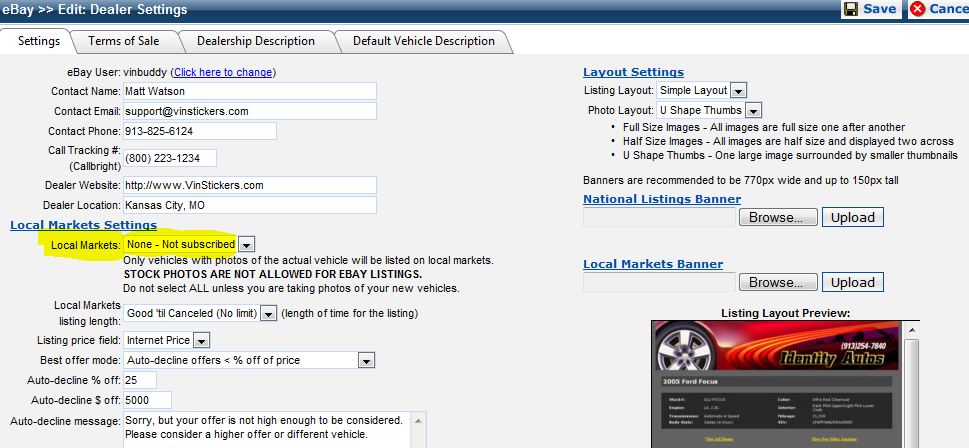 eBay >> Edit: Dealer Settings
Save
Cance
Settings
Terms of Sale
Dealership Description
Default Vehicle Description
eBay User: vinbuddy (Click here to change)
Contact Name: Matt Watson
Contact Email: support@vinstickers.com
Contact Phone: 913-825-6124
Call Tracking #:
(Callbright)
(800) 223-1234
Dealer Website: http://www.VinStickers.com
Dealer Location: Kansas City, MO
Local Markets Settings
Local Markets: None - Not subscribed
Only vehicles with photos of the actual vehicle will be listed on local markets.
STOCK PHOTOS ARE NOT ALLOWED FOR EBAY LISTINGS.
Do not select ALL unless you are taking photos of your new vehicles.
Local Markets
listing length: Good 'til Canceled (No limit) (length of time for the listing)
Listing price field: Internet Price
Best offer mode: Auto-decline offers < % off of price
Auto-decline % off: 25
Auto-decline $ off: 5000
Auto-decline message: Sorry, but your offer is not high enough to be considered.
Please consider a higher offer or different vehicle.
Layout Settings
Listing Layout: Simple Layout
Photo Layout: U Shape Thumbs
• Full Size Images - All images are full size one after another
• Half Size Images - All images are half size and displayed two across
• U Shape Thumbs - One large image surrounded by smaller thumbnails
Banners are recommended to be 770px wide and up to 150px tall
National Listings Banner
Browse... Upload
Local Markets Banner
Browse... Upload
Listing Layout Preview:
(913)254-7840
Identity Autos
2005 Ford Focus